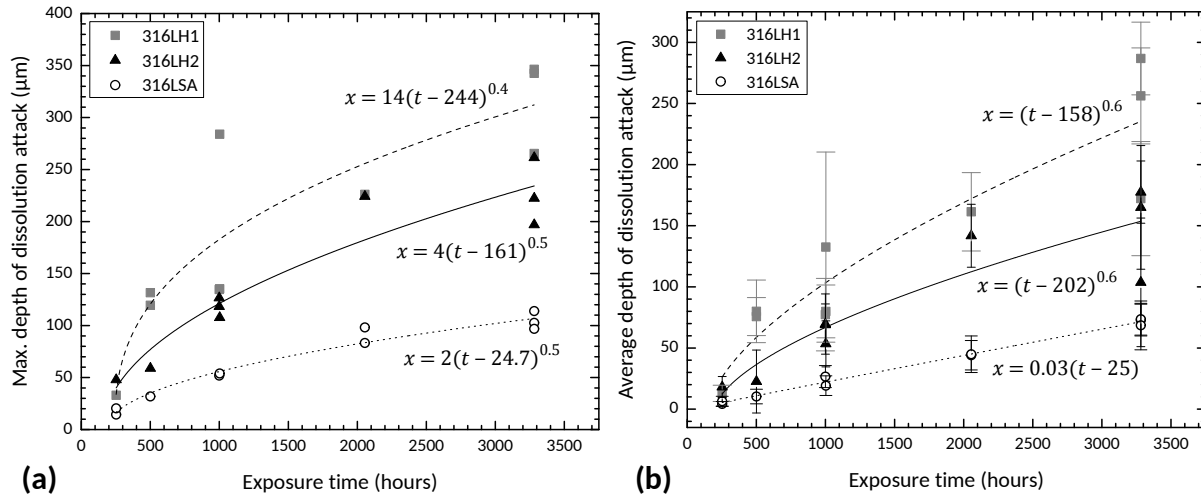 400
350
300
250
200
150
100
50
0
Max. depth of dissolution attack (µm)
316LH1
316LH2
316LSA
x = 14(t − 244)^0.4
x = 4(t − 161)^0.5
x = 2(t − 24.7)^0.5
0 500 1000 1500 2000 2500 3000 3500
Exposure time (hours)
(a)
300
250
200
150
100
50
0
Average depth of dissolution attack (µm)
316LH1
316LH2
316LSA
x = (t − 158)^0.6
x = (t − 202)^0.6
x = 0.03(t − 25)
0 500 1000 1500 2000 2500 3000 3500
Exposure time (hours)
(b)